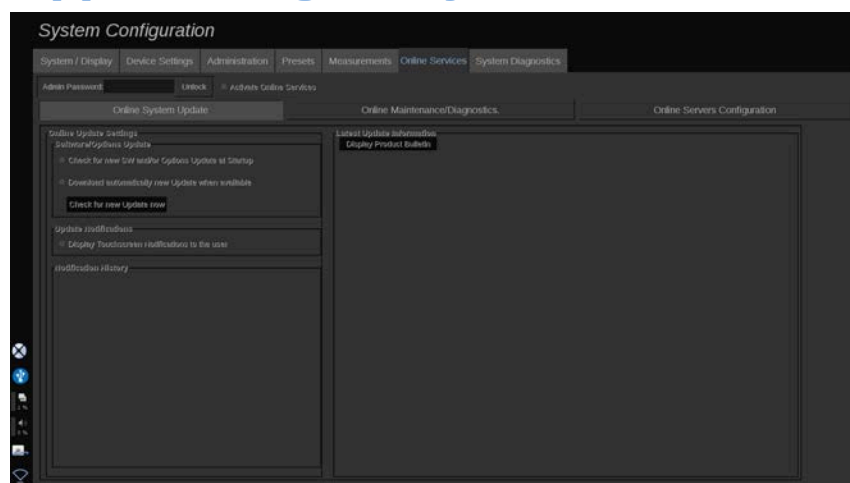 System Configuration
System / Display Device Settings Administration Presets Measurements Online Services System Diagnostics
Admin Password: Unlock Activate Online Services
Online System Update Online Maintenance/Diagnostics. Online Servers Configuration
Online Update Settings
Latest Update Information
Software/Options Update
Display Product Bulletin
Check for new SW and/or Options Update at Startup
Download automatically new Update when available
Check for new Update now
Update Notifications
Display Touchscreen Notifications to the user
Notification History